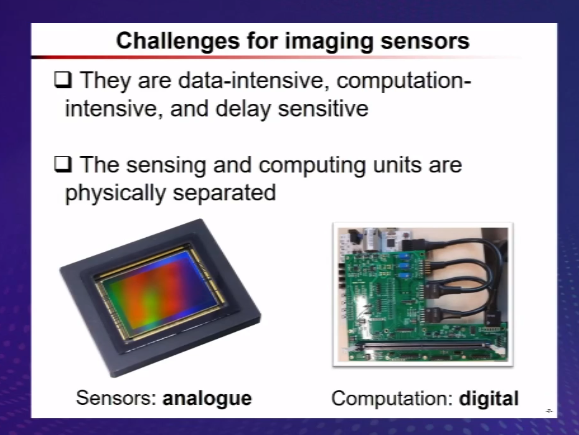 Challenges for imaging sensors
❑ They are data-intensive, computation-
intensive, and delay sensitive
❑ The sensing and computing units are
physically separated
Sensors: analogue
Computation: digital